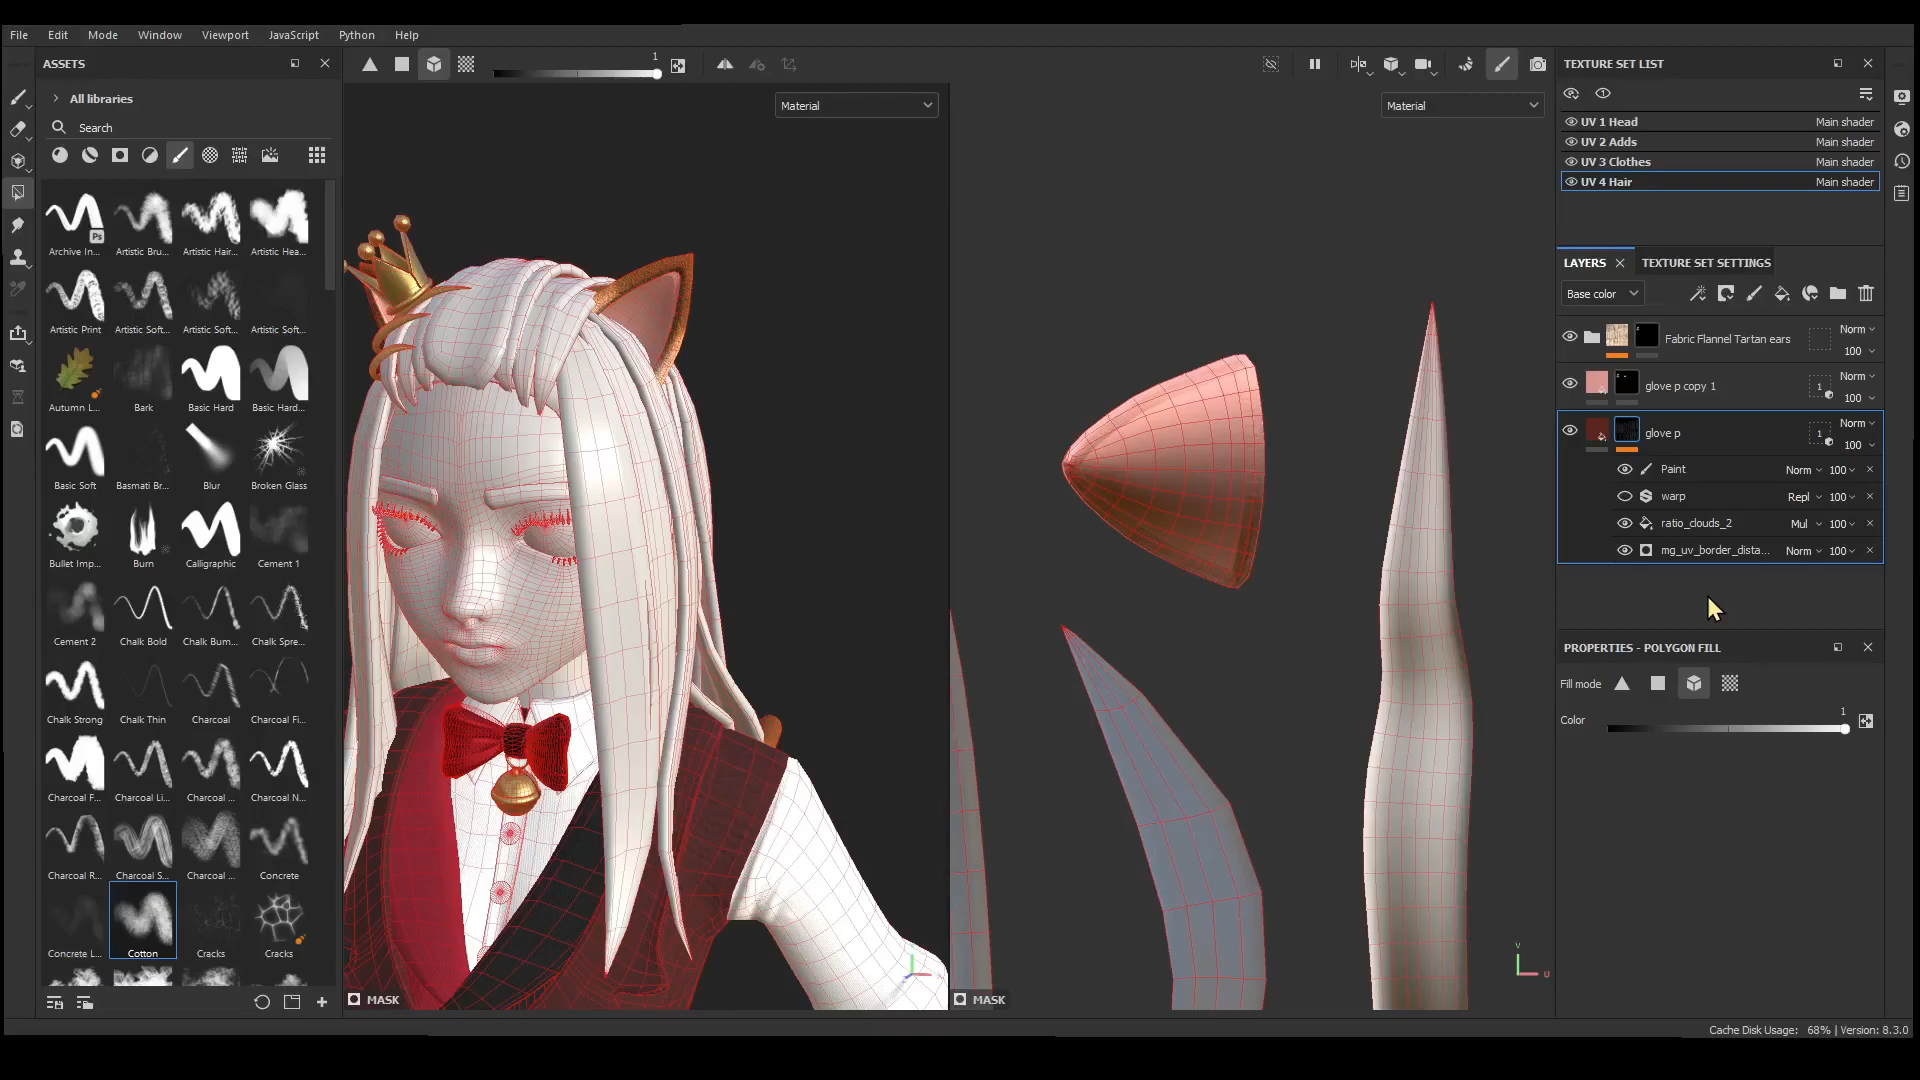 File Edit Mode Window Viewport JavaScript Python Help
ASSETS
All libraries
Search
Archive In...
Artistic Bru...
Artistic Hair...
Artistic Hea...
Artistic Print
Artistic Soft...
Artistic Soft...
Artistic Soft...
Autumn L...
Bark
Basic Hard
Basic Hard...
Basic Soft
Basmati Br...
Blur
Broken Glass
Bullet Imp...
Burn
Calligraphic
Cement 1
Cement 2
Chalk Bold
Chalk Bum...
Chalk Spre...
Chalk Strong
Chalk Thin
Charcoal
Charcoal Fi...
Charcoal F...
Charcoal Li...
Charcoal ...
Charcoal N...
Charcoal R...
Charcoal S...
Charcoal ...
Concrete
Concrete L...
Cotton
Cracks
Cracks
Ps
1
Material
Material
MASK
MASK
V
U
TEXTURE SET LIST
UV 1 Head Main shader
UV 2 Adds Main shader
UV 3 Clothes Main shader
UV 4 Hair Main shader
LAYERS TEXTURE SET SETTINGS
Base color
Fabric Flannel Tartan ears Norm
100
glove p copy 1 1 Norm
100
glove p 1 Norm
100
Paint Norm 100
warp Repl 100
ratio_clouds_2 Mul 100
mg_uv_border_dista... Norm 100
PROPERTIES - POLYGON FILL
Fill mode
Color 1
Cache Disk Usage: 68% | Version: 8.3.0